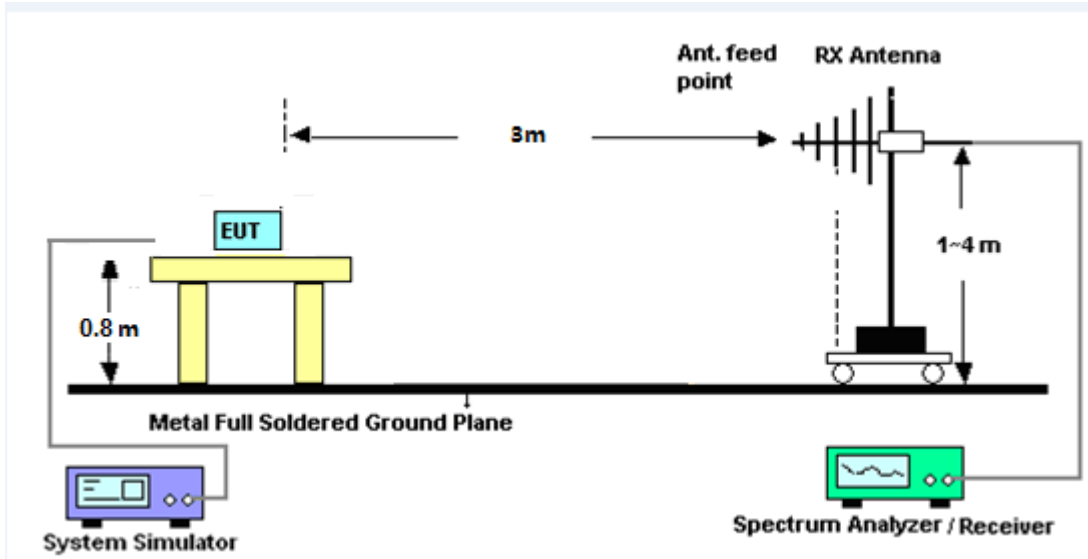 Ant. feed
point
RX Antenna
3m
EUT
1~4 m
0.8 m
Metal Full Soldered Ground Plane
System Simulator
Spectrum Analyzer / Receiver